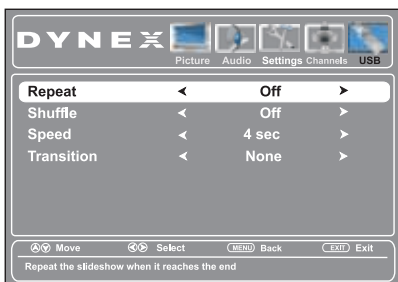 DYNEX
Picture Audio Settings Channels USB
Repeat Off
Shuffle Off
Speed 4 sec
Transition None
Move Select MENU Back EXIT Exit
Repeat the slideshow when it reaches the end